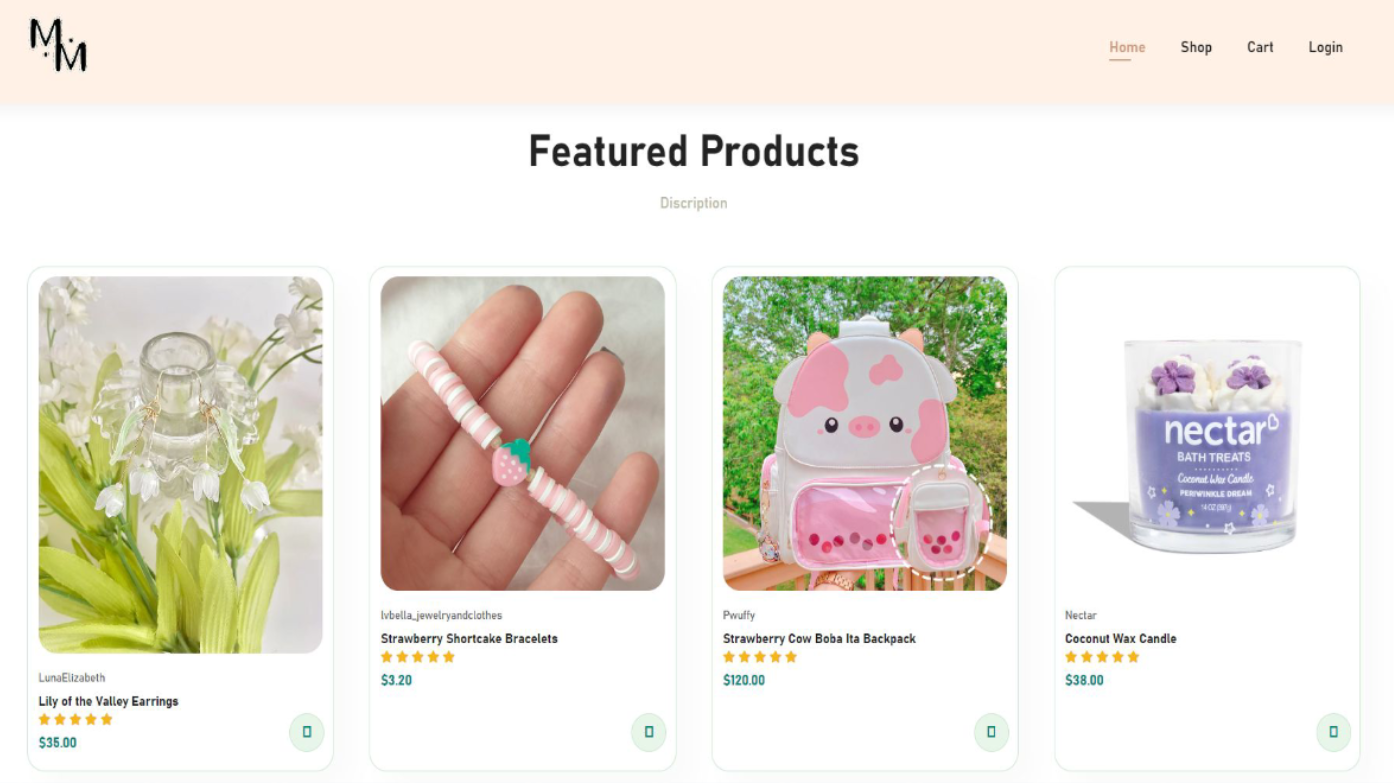 M.
.M
Home
Shop
Cart
Login
Featured Products
Discription
LunaElizabeth
Lily of the Valley Earrings
$35.00
lvbella_jewelryandclothes
Strawberry Shortcake Bracelets
$3.20
Pwuffy
Strawberry Cow Boba Ita Backpack
$120.00
nectar
BATH TREATS
Coconut Wax Candle
PERIWINKLE DREAM
14 OZ (397g)
Nectar
Coconut Wax Candle
$38.00